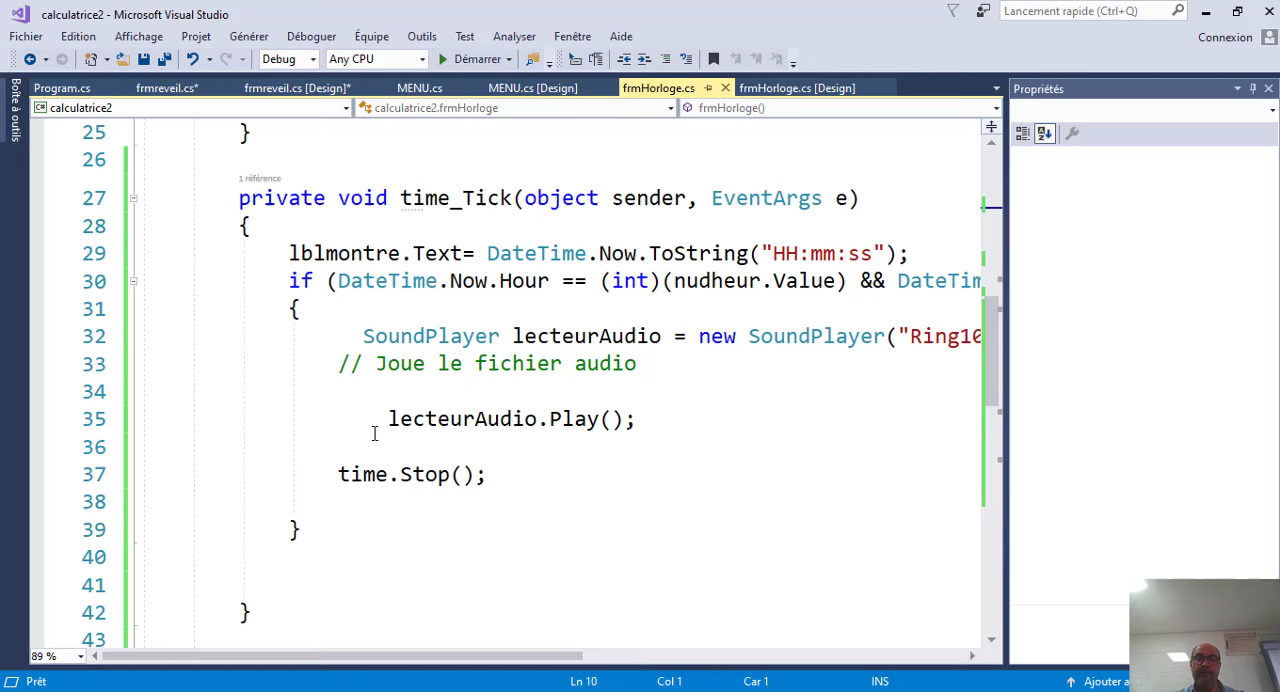 calculatrice2 - Microsoft Visual Studio
Lancement rapide (Ctrl+Q)
Fichier Edition Affichage Projet Générer Déboguer Équipe Outils Test Analyser Fenêtre Aide
Connexion
Debug Any CPU Démarrer
Boîte à outils
Program.cs frmreveil.cs* frmreveil.cs [Design]* MENU.cs MENU.cs [Design] frmHorloge.cs frmHorloge.cs [Design]
Propriétés
calculatrice2 calculatrice2.frmHorloge frmHorloge()
25 }
26
1 référence
27 private void time_Tick(object sender, EventArgs e)
28 {
29 lblmontre.Text= DateTime.Now.ToString("HH:mm:ss");
30 if (DateTime.Now.Hour == (int)(nudheur.Value) && DateTim
31 {
32 SoundPlayer lecteurAudio = new SoundPlayer("Ring10
33 // Joue le fichier audio
34
35 lecteurAudio.Play();
36
37 time.Stop();
38
39 }
40
41
42 }
43
89 %
Prêt Ln 10 Col 1 Car 1 INS Ajouter a